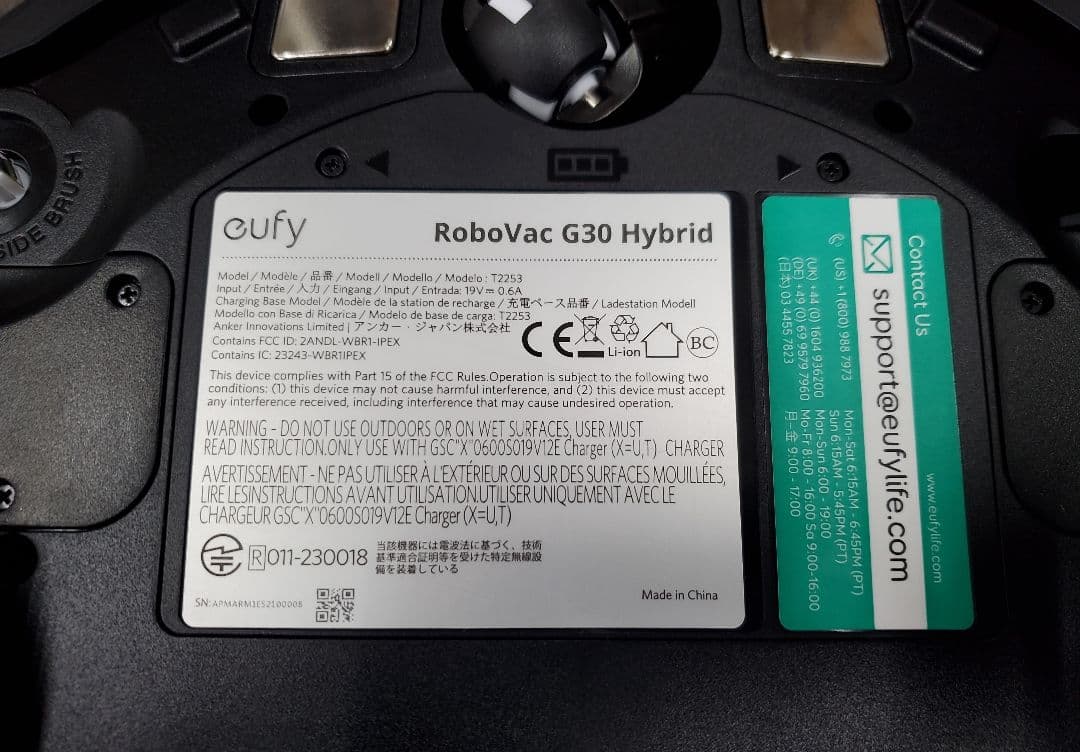 SIDE BRUSH
eufy
RoboVac G30 Hybrid
Model / Modèle / 品番 / Modell / Modello / Modelo : T2253
Input / Entrée / 入力 / Eingang / Input / Entrada: 19V⎓ 0.6A
Charging Base Model / Modèle de la station de recharge / 充電ベース品番 / Ladestation Modell
Modello con Base di Ricarica / Modelo de base de carga: T2253
Anker Innovations Limited | アンカー・ジャパン株式会社
Contains FCC ID: 2ANDL-WBR1-IPEX
Contains IC: 23243-WBR1IPEX
CE
Li-ion
BC
This device complies with Part 15 of the FCC Rules.Operation is subject to the following two
conditions: (1) this device may not cause harmful interference, and (2) this device must accept
any interference received, including interference that may cause undesired operation.
WARNING - DO NOT USE OUTDOORS OR ON WET SURFACES, USER MUST
READ INSTRUCTION.ONLY USE WITH GSC"X"0600S019V12E Charger (X=U,T) CHARGER
AVERTISSEMENT - NE PAS UTILISER À L'EXTÉRIEUR OU SUR DES SURFACES MOUILLÉES,
LIRE LESINSTRUCTIONS AVANT UTILISATION.UTILISER UNIQUEMENT AVEC LE
CHARGEUR GSC"X"0600S019V12E Charger (X=U,T)
R 011-230018
当該機器には電波法に基づく、技術
基準適合証明等を受けた特定無線設
備を装着している
SN: APMARM1E52100008
Made in China
Contact Us
support@eufylife.com
www.eufylife.com
(US) +1 (800) 988 7973 Mon-Sat 6:15AM - 6:45PM (PT)
Sun 6:15AM - 5:45PM (PT)
(UK) +44 (0) 1604 936200 Mon-Sun 6:00 - 19:00
(DE) +49 (0) 69 9579 7960 Mo-Fr 8:00 - 16:00 Sa 9:00-16:00
(日本) 03 4455 7823 月-金 9:00 - 17:00